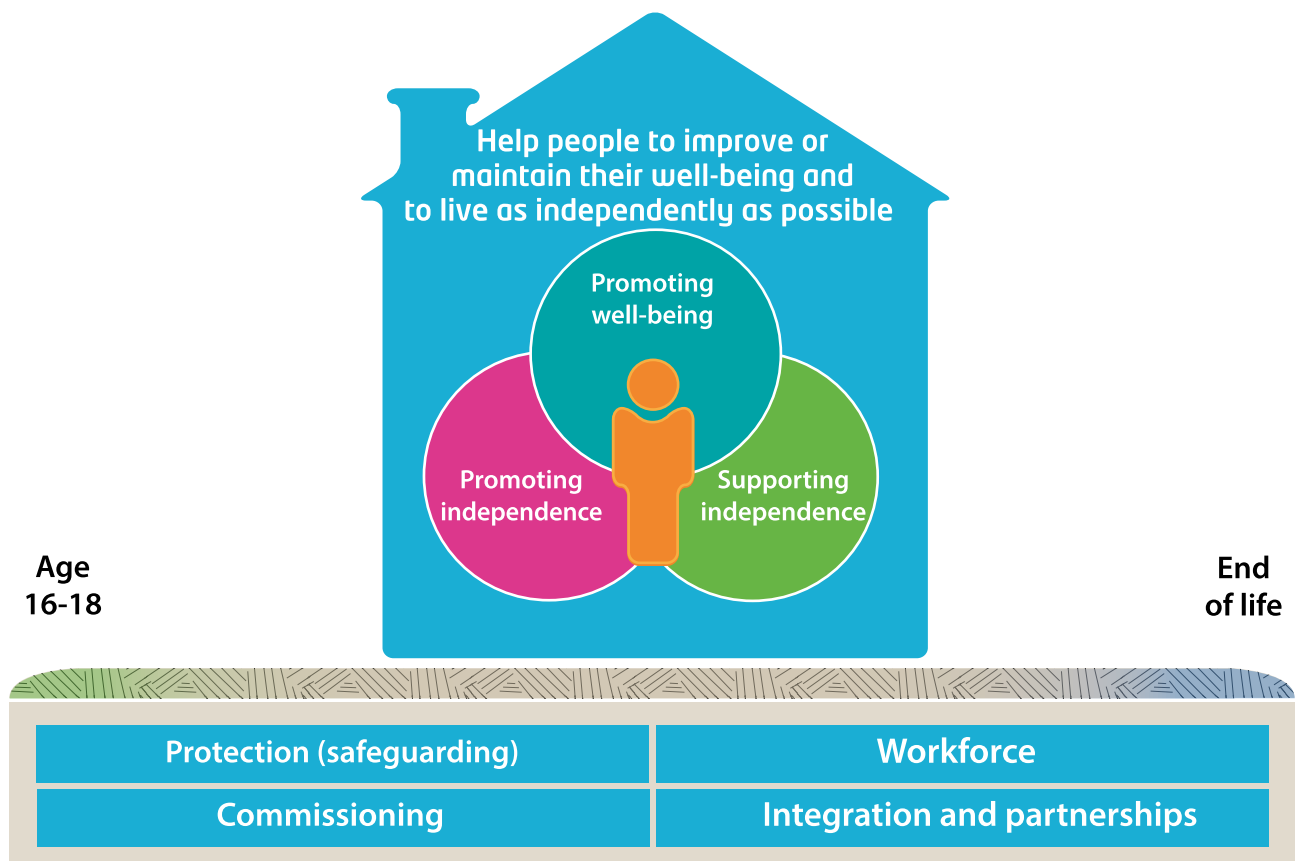 Help people to improve or
maintain their well-being and
to live as independently as possible
Promoting
well-being
Promoting
independence
Supporting
independence
Age
16-18
End
of life
Protection (safeguarding)
Workforce
Commissioning
Integration and partnerships